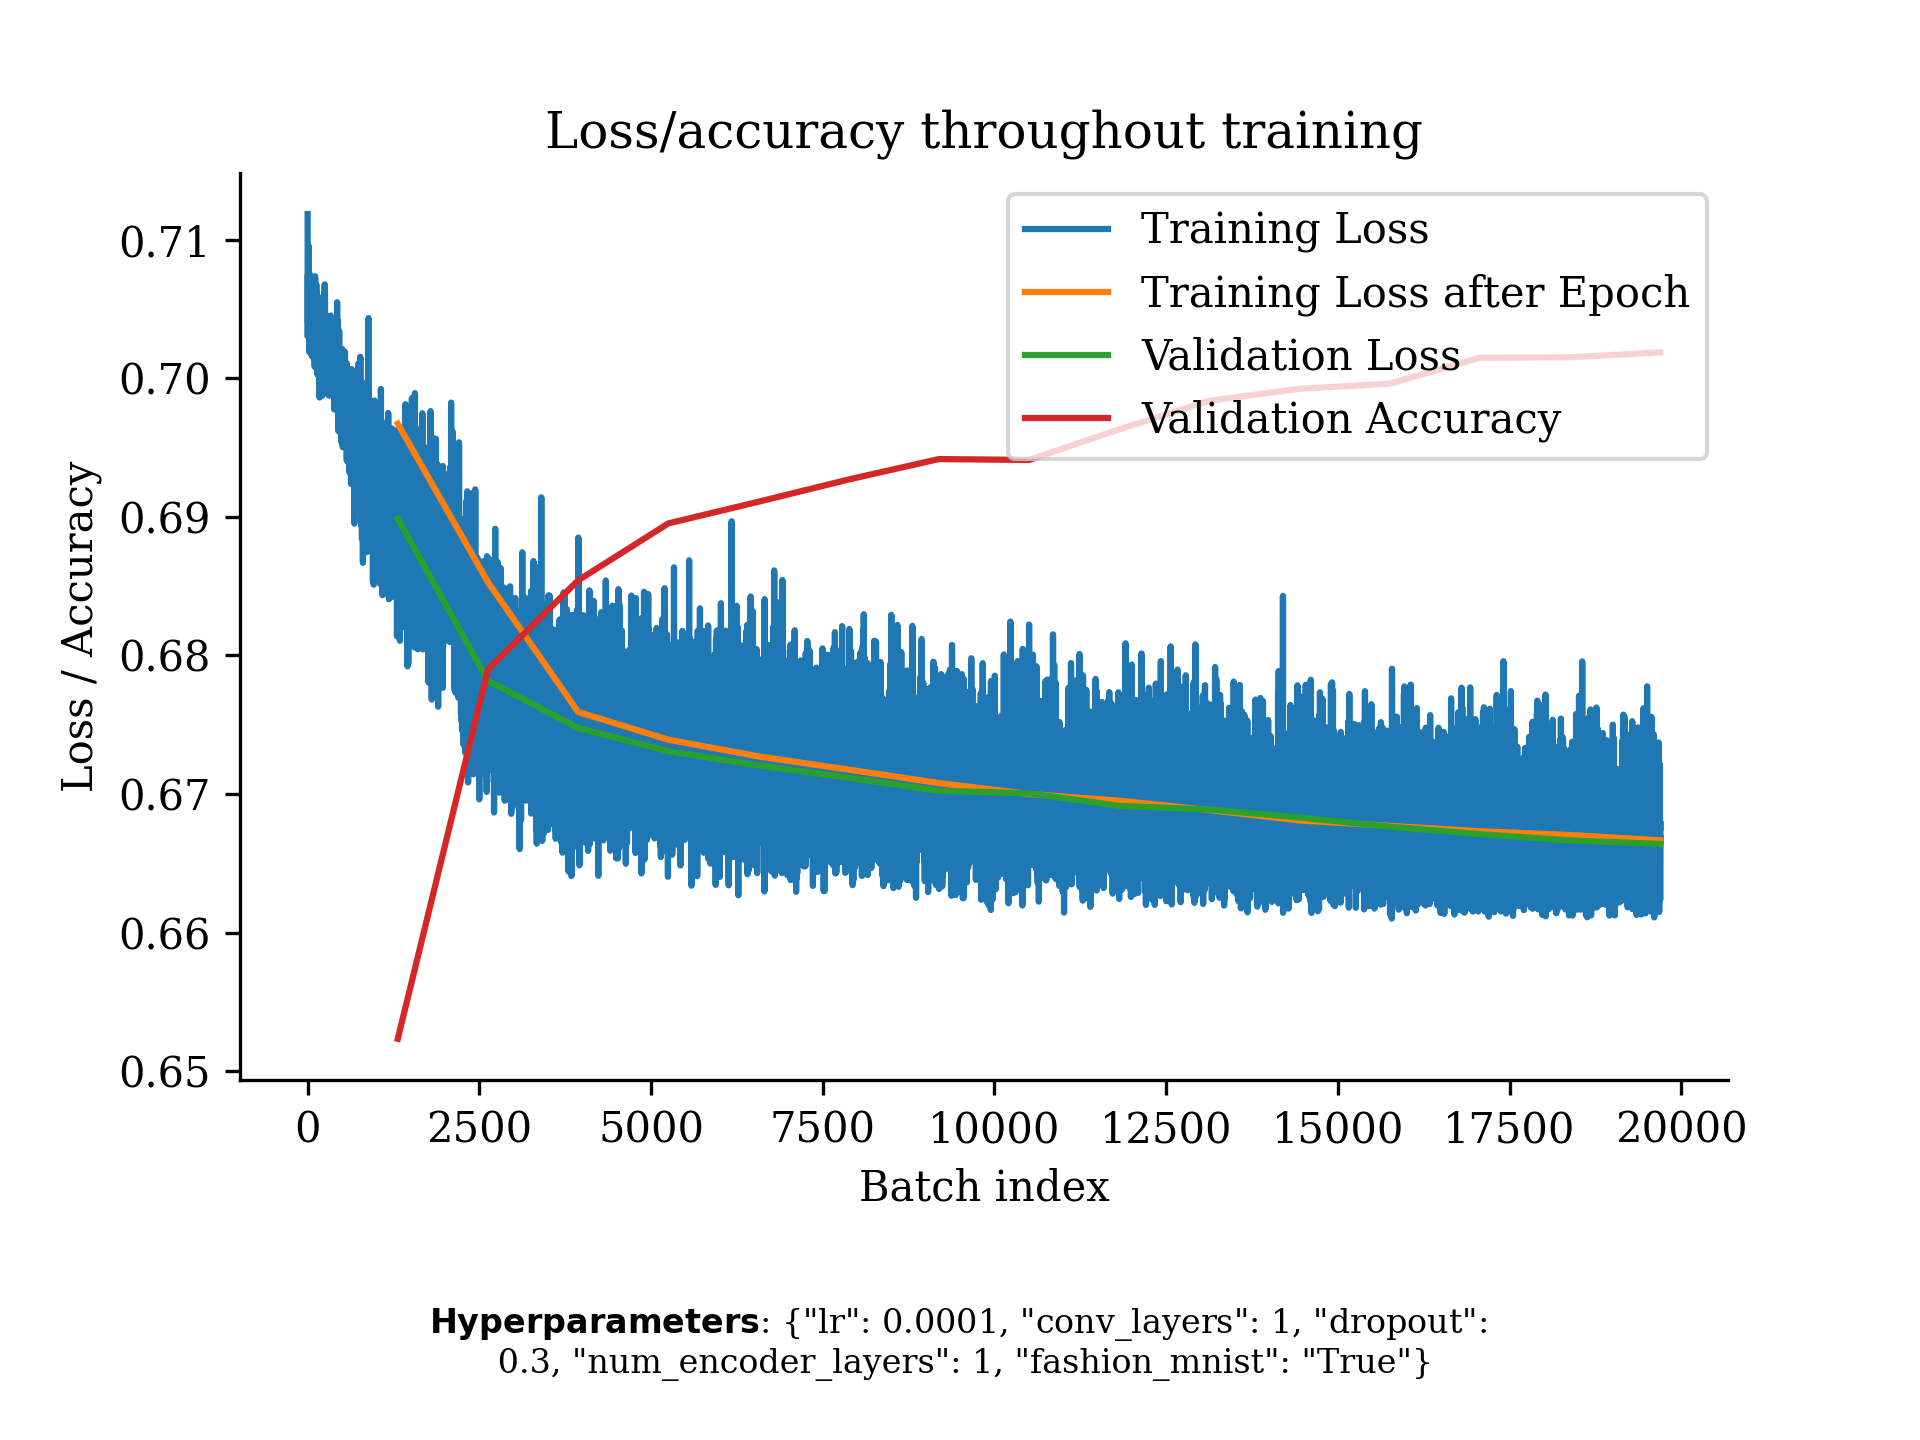 Loss/accuracy throughout training
Training Loss
Training Loss after Epoch
Validation Loss
Validation Accuracy
Loss / Accuracy
0.71
0.70
0.69
0.68
0.67
0.66
0.65
0 2500 5000 7500 10000 12500 15000 17500 20000
Batch index
Hyperparameters: {"lr": 0.0001, "conv_layers": 1, "dropout":
0.3, "num_encoder_layers": 1, "fashion_mnist": "True"}